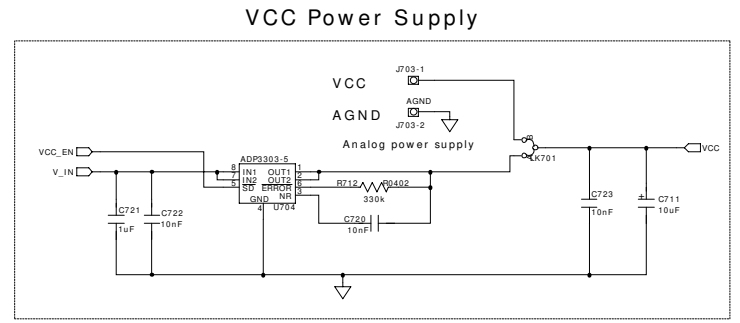 VCC Power Supply
J703-1
VCC
AGND
AGND
J703-2
Analog power supply
B
A
LK701
VCC_EN
V_IN
VCC
ADP3303-5
8 IN1 OUT1 1
7 IN2 OUT2 2
5 SD ERROR 6
NR 3
GND
4 U704
R712 R0402
330k
C720
10nF
C721
1uF
C722
10nF
C723
10nF
+
C711
10uF